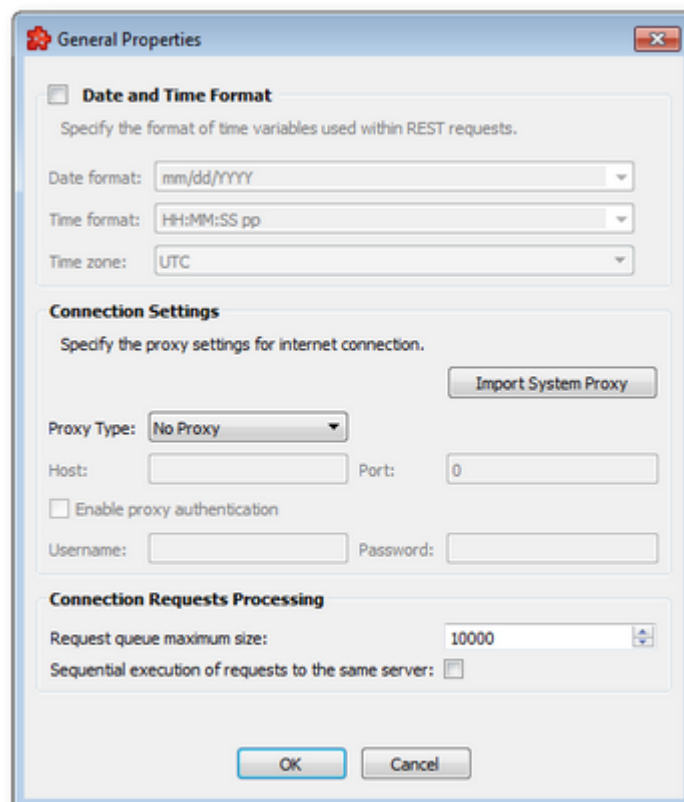 General Properties
Date and Time Format
Specify the format of time variables used within REST requests.
Date format: mm/dd/YYYY
Time format: HH:MM:SS pp
Time zone: UTC
Connection Settings
Specify the proxy settings for internet connection.
Import System Proxy
Proxy Type: No Proxy
Host: Port: 0
Enable proxy authentication
Username: Password:
Connection Requests Processing
Request queue maximum size: 10000
Sequential execution of requests to the same server:
OK Cancel